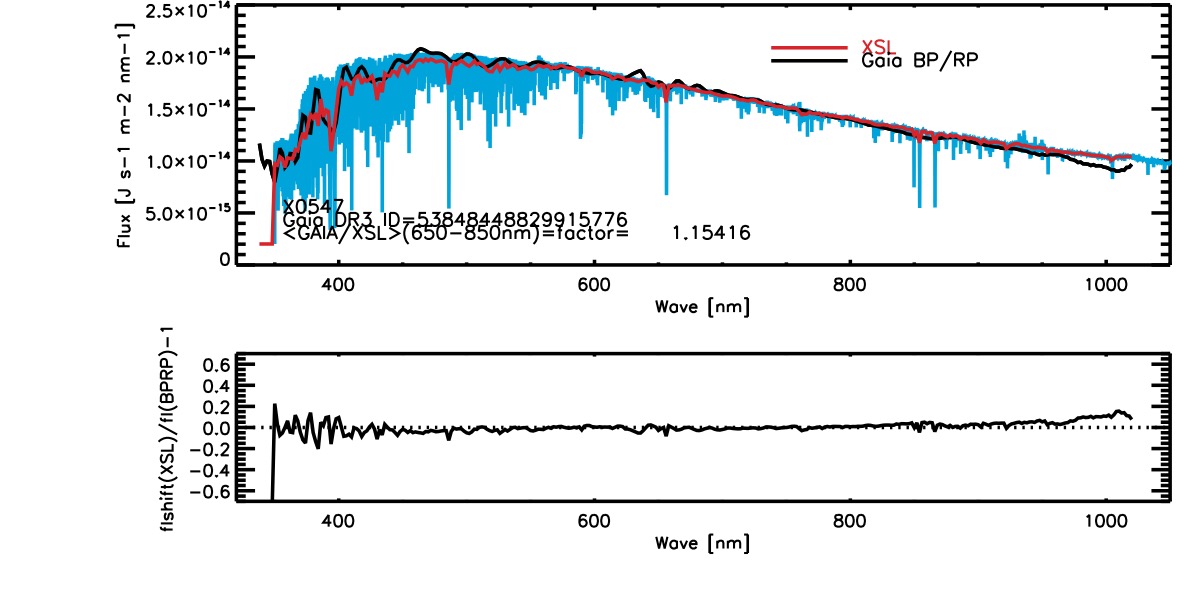 2.5×10⁻¹⁴
2.0×10⁻¹⁴
1.5×10⁻¹⁴
1.0×10⁻¹⁴
5.0×10⁻¹⁵
0
Flux [J s-1 m-2 nm-1]
XSL
Gaia BP/RP
X0547
Gaia DR3 ID=5384844882991577​6
<GAIA/XSL>(650-850nm)=factor= 1.15416
400 600 800 1000
Wave [nm]
0.6
0.4
0.2
0.0
-0.2
-0.4
-0.6
flshift(XSL)/fl(BPRP)-1
400 600 800 1000
Wave [nm]